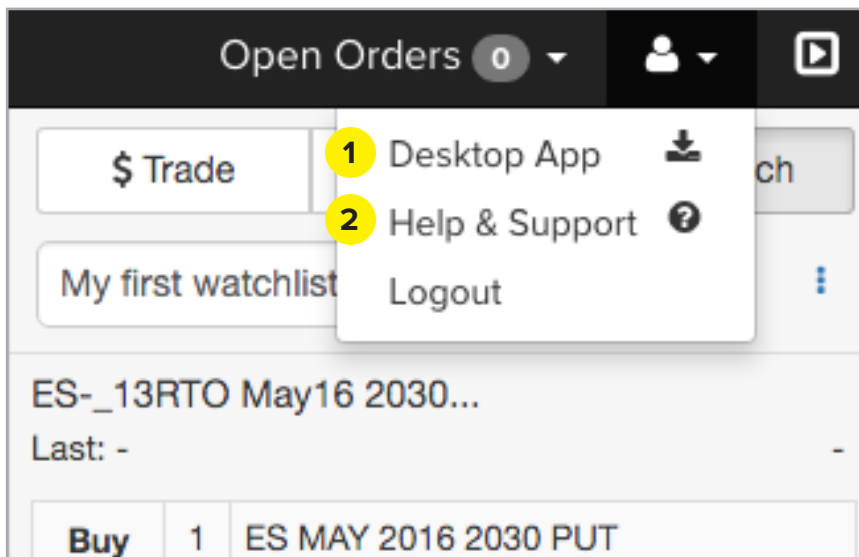 Open Orders 0
$ Trade
ch
1 Desktop App
2 Help & Support ?
Logout
My first watchlist
ES-_13RTO May16 2030...
Last: - -
Buy 1 ES MAY 2016 2030 PUT